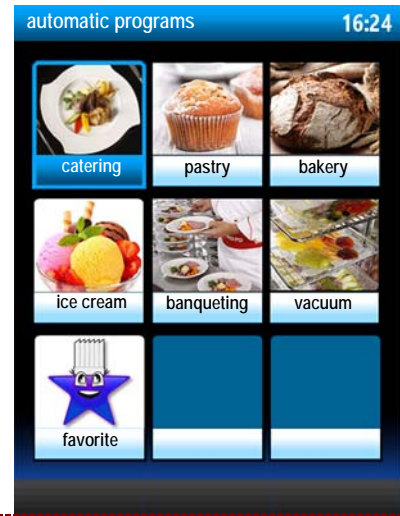 automatic programs 16:24
catering pastry bakery
ice cream banqueting vacuum
favorite